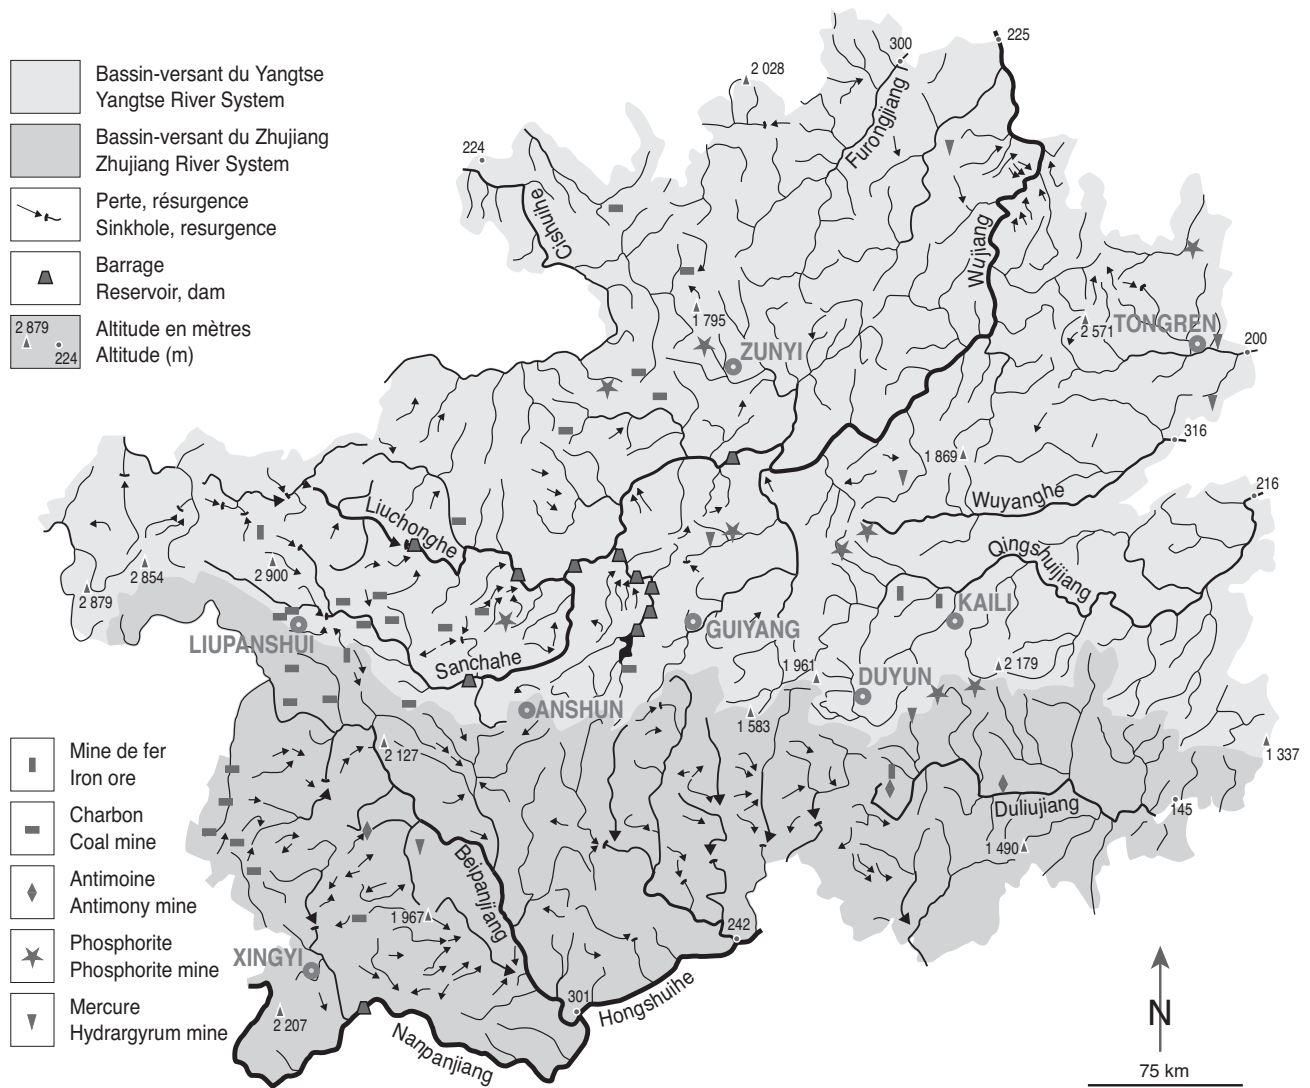 Bassin-versant du Yangtse
Yangtse River System
Bassin-versant du Zhujiang
Zhujiang River System
Perte, résurgence
Sinkhole, resurgence
Barrage
Reservoir, dam
2 879
224
Altitude en mètres
Altitude (m)
225
300
2 028
Furongjiang
224
Cishuihe
Wujiang
1 795
ZUNYI
2 571
TONGREN
200
316
1 869
Wuyanghe
216
Liuchonghe
Qingshuijiang
2 854
2 900
2 879
KAILI
LIUPANSHUI
GUIYANG
Sanchahe
1 961
DUYUN
2 179
ANSHUN
1 583
2 127
1 337
Duliujiang
145
1 490
Beipanjiang
1 967
242
XINGYI
301
Hongshuihe
2 207
Nanpanjiang
Mine de fer
Iron ore
Charbon
Coal mine
Antimoine
Antimony mine
Phosphorite
Phosphorite mine
Mercure
Hydrargyrum mine
N
75 km